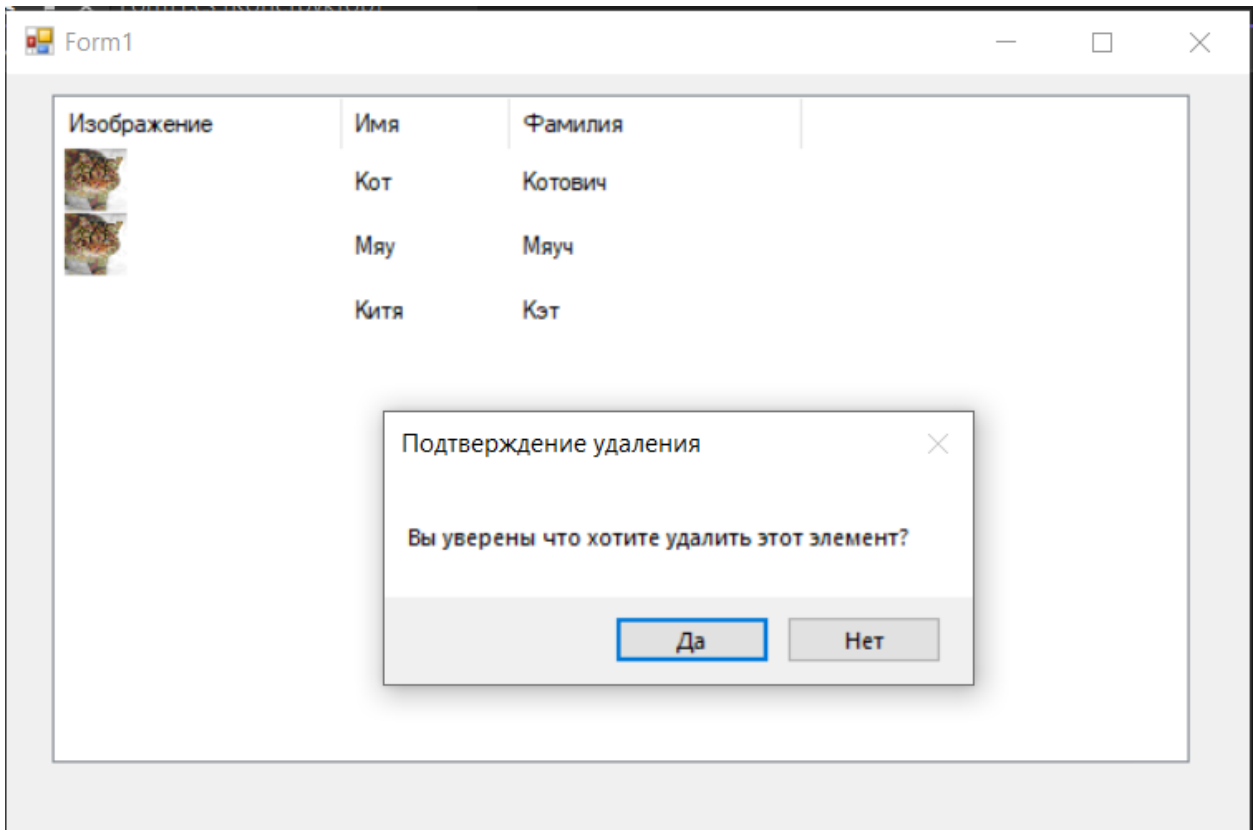 Form1
Изображение Имя Фамилия
Кот Котович
Мяу Мяуч
Китя Кэт
Подтверждение удаления
Вы уверены что хотите удалить этот элемент?
Да Нет